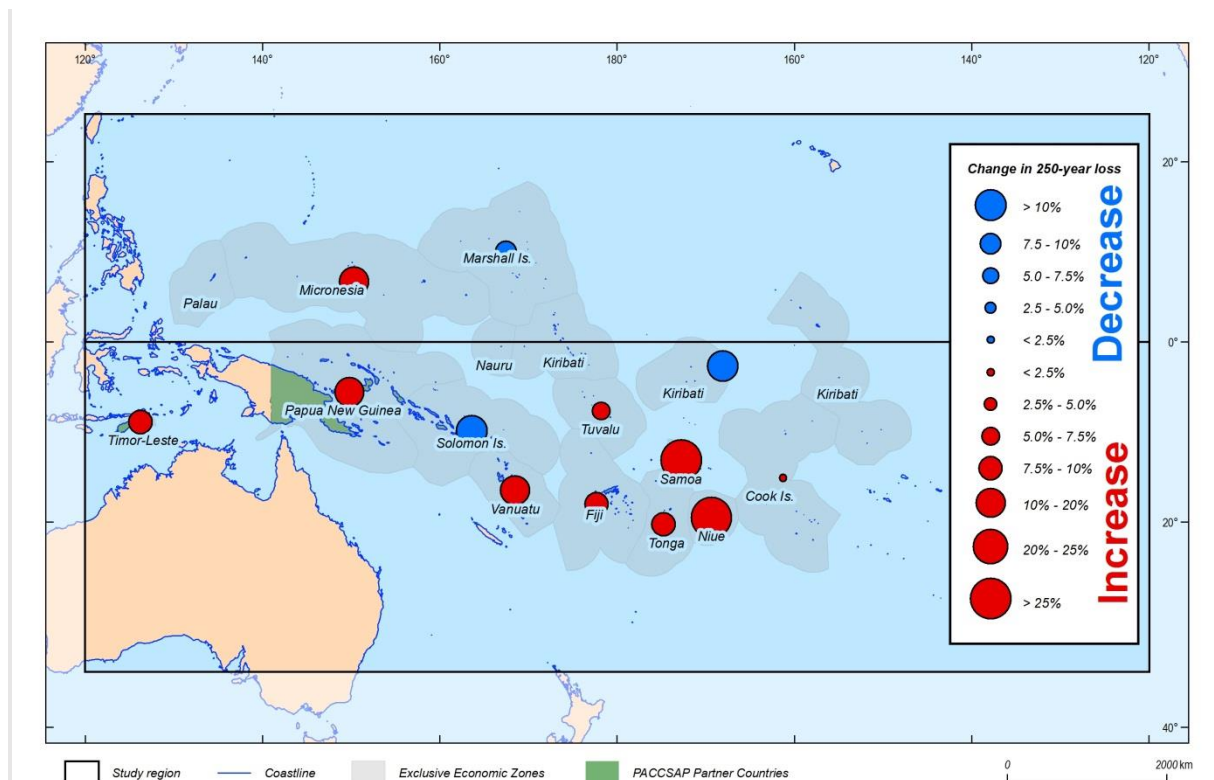 120°
140°
160°
180°
160°
140°
120°
20°
0°
20°
40°
Marshall Is.
Micronesia
Palau
Nauru
Kiribati
Kiribati
Kiribati
Papua New Guinea
Timor-Leste
Solomon Is.
Tuvalu
Samoa
Cook Is.
Vanuatu
Fiji
Tonga
Niue
Change in 250-year loss
> 10%
7.5 - 10%
5.0 - 7.5%
2.5 - 5.0%
< 2.5%
Decrease
< 2.5%
2.5% - 5.0%
5.0% - 7.5%
7.5% - 10%
10% - 20%
20% - 25%
> 25%
Increase
Study region
Coastline
Exclusive Economic Zones
PACCSAP Partner Countries
0
2000 km